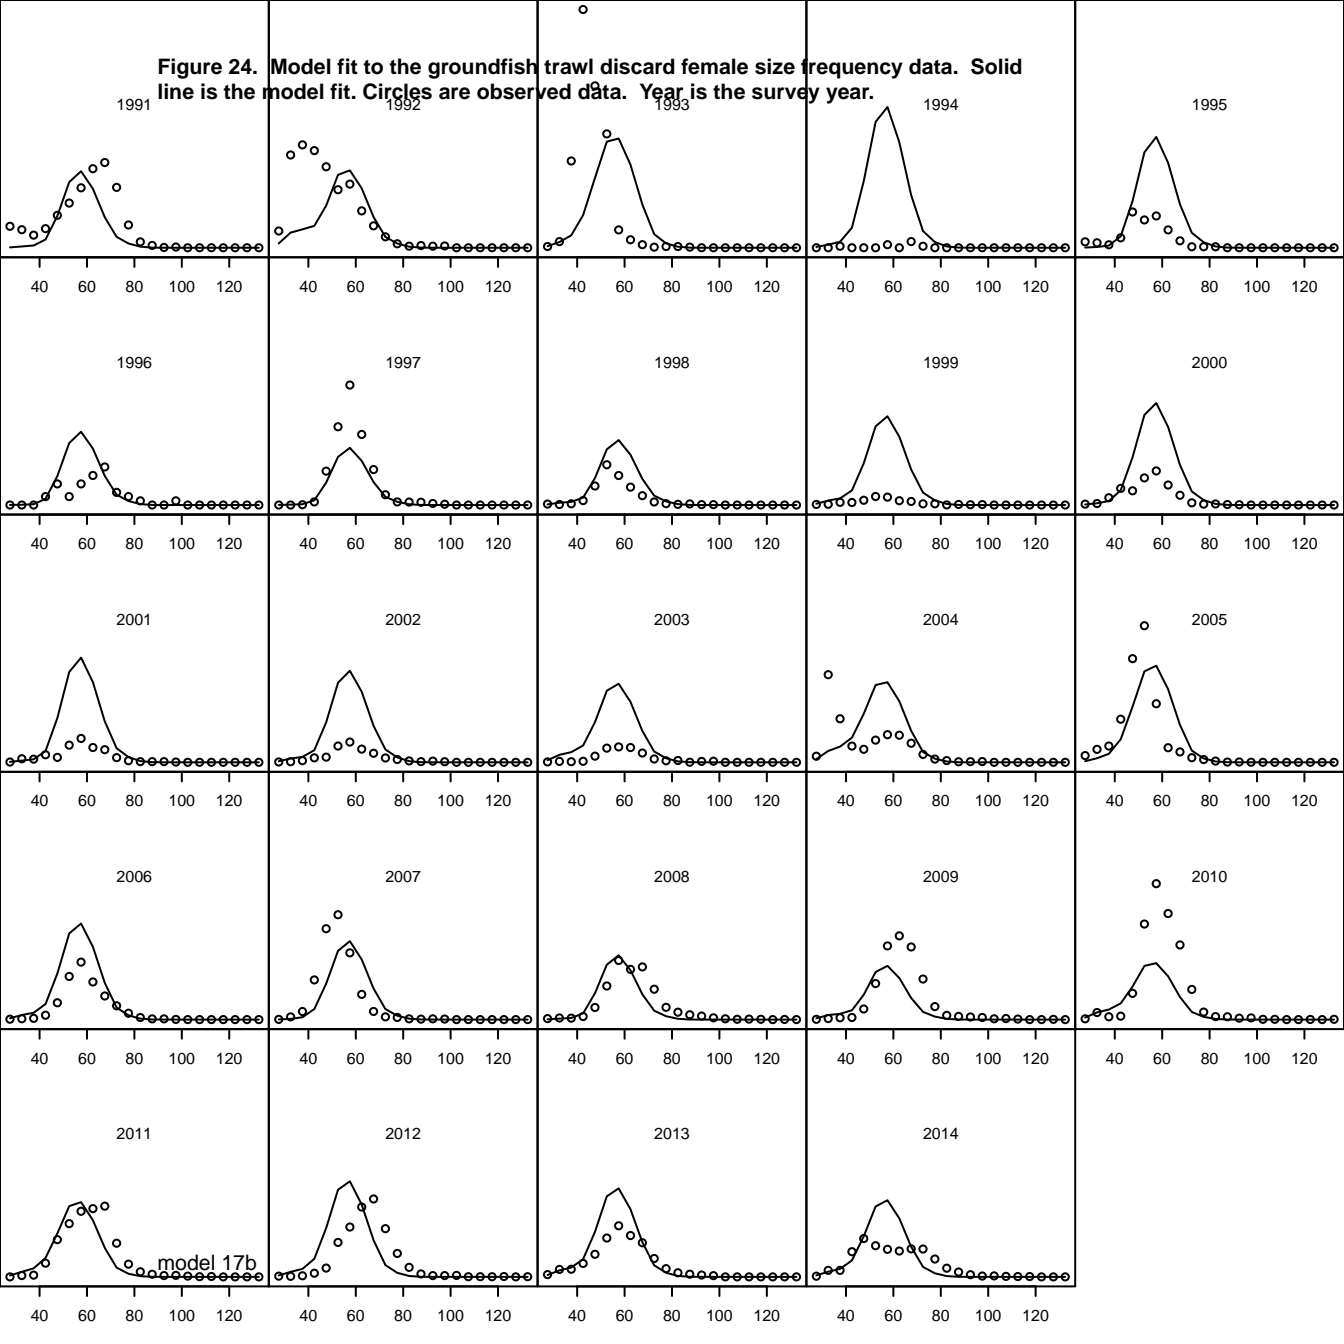 Figure 24.  Model fit to the groundfish trawl discard female size frequency data.  Solid
line is the model fit. Circles are observed data.  Year is the survey year.
1991 1992 1993 1994 1995
40 60 80 100 120 40 60 80 100 120 40 60 80 100 120 40 60 80 100 120 40 60 80 100 120
1996 1997 1998 1999 2000
40 60 80 100 120 40 60 80 100 120 40 60 80 100 120 40 60 80 100 120 40 60 80 100 120
2001 2002 2003 2004 2005
40 60 80 100 120 40 60 80 100 120 40 60 80 100 120 40 60 80 100 120 40 60 80 100 120
2006 2007 2008 2009 2010
40 60 80 100 120 40 60 80 100 120 40 60 80 100 120 40 60 80 100 120 40 60 80 100 120
2011 2012 2013 2014
model 17b
40 60 80 100 120 40 60 80 100 120 40 60 80 100 120 40 60 80 100 120